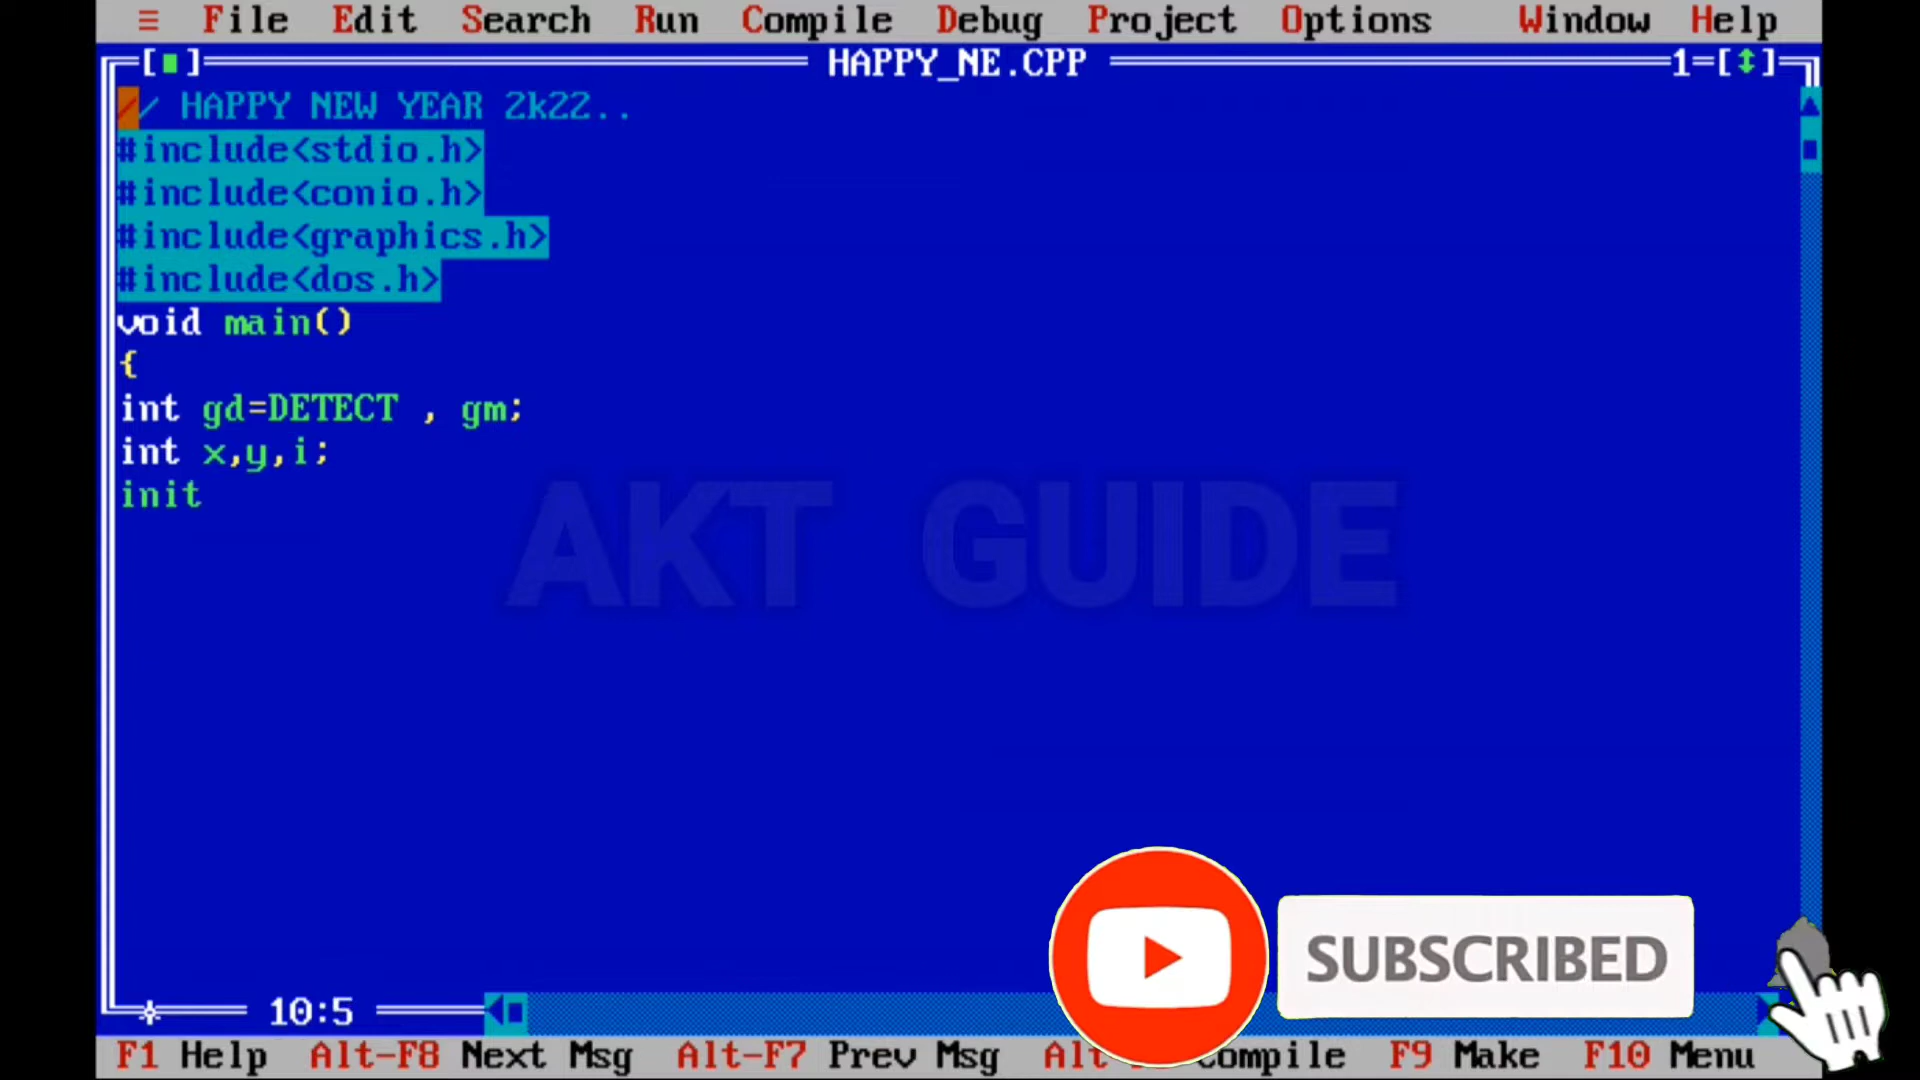 ≡ File Edit Search Run Compile Debug Project Options Window Help
[■] HAPPY_NE.CPP 1=[↕]
// HAPPY NEW YEAR 2k22..
#include<stdio.h>
#include<conio.h>
#include<graphics.h>
#include<dos.h>
void main()
{
int gd=DETECT , gm;
int x,y,i;
init
AKT GUIDE
SUBSCRIBED
10:5
F1 Help Alt-F8 Next Msg Alt-F7 Prev Msg Alt Compile F9 Make F10 Menu